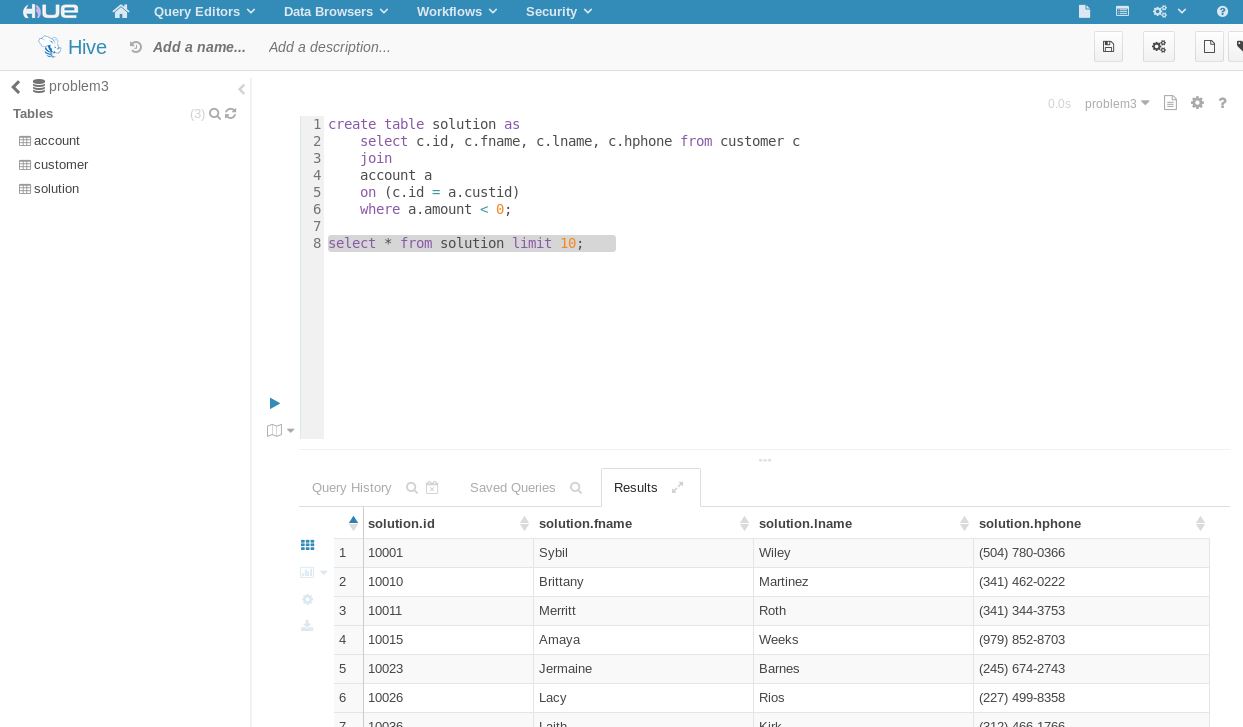 HUE Query Editors Data Browsers Workflows Security
Hive Add a name... Add a description...
problem3
Tables (3)
account
customer
solution
0.0s problem3 ?
1 create table solution as
2 select c.id, c.fname, c.lname, c.hphone from customer c
3 join
4 account a
5 on (c.id = a.custid)
6 where a.amount < 0;
7
8 select * from solution limit 10;
Query History Saved Queries Results
solution.id solution.fname solution.lname solution.hphone
1 10001 Sybil Wiley (504) 780-0366
2 10010 Brittany Martinez (341) 462-0222
3 10011 Merritt Roth (341) 344-3753
4 10015 Amaya Weeks (979) 852-8703
5 10023 Jermaine Barnes (245) 674-2743
6 10026 Lacy Rios (227) 499-8358
7 10036 Laith Kirk (312) 466-1766